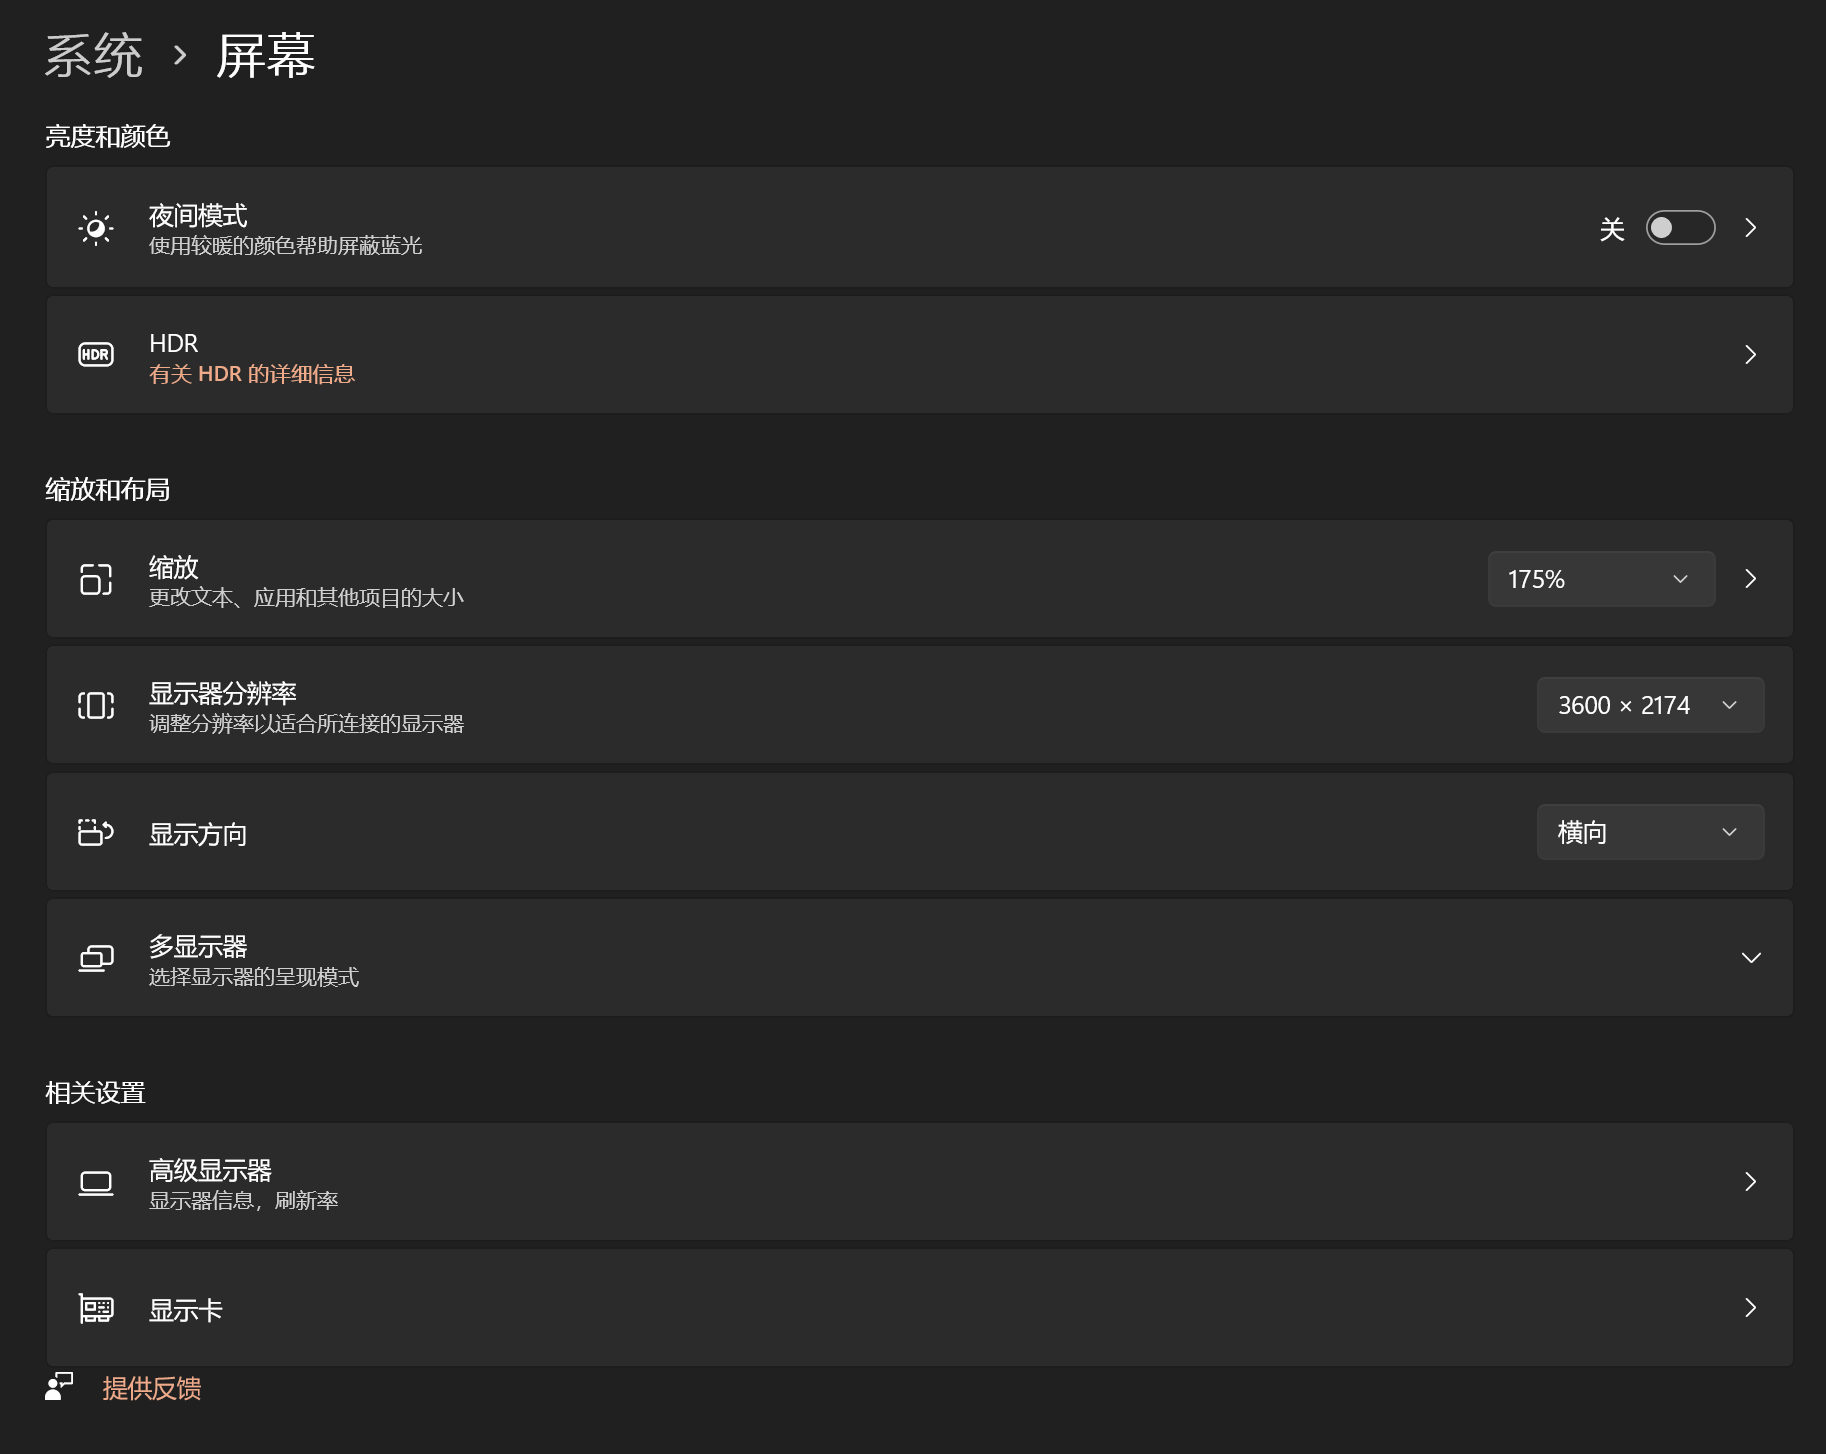 系统 › 屏幕
亮度和颜色
夜间模式
使用较暖的颜色帮助屏蔽蓝光
关
HDR
HDR
有关 HDR 的详细信息
缩放和布局
缩放
更改文本、应用和其他项目的大小
175%
显示器分辨率
调整分辨率以适合所连接的显示器
3600 × 2174
显示方向
横向
多显示器
选择显示器的呈现模式
相关设置
高级显示器
显示器信息，刷新率
显示卡
提供反馈